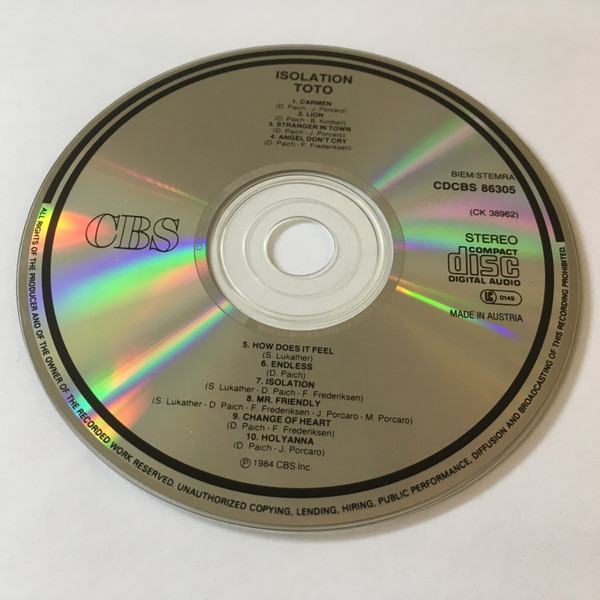 ISOLATION
TOTO
1. CARMEN
(D. Paich - J. Porcaro)
2. LION
(D. Paich - B. Kimball)
3. STRANGER IN TOWN
(D. Paich - J. Porcaro)
4. ANGEL DON'T CRY
(D. Paich - F. Frederiksen)
BIEM/STEMRA
CDCBS 86305
(CK 38962)
CBS
STEREO
COMPACT
disc
DIGITAL AUDIO
LC 0149
MADE IN AUSTRIA
5. HOW DOES IT FEEL
(S. Lukather)
6. ENDLESS
(D. Paich)
7. ISOLATION
(S. Lukather - D. Paich - F. Frederiksen)
8. MR. FRIENDLY
(S. Lukather - D. Paich - F. Frederiksen - J. Porcaro - M. Porcaro)
9. CHANGE OF HEART
(D. Paich - F. Frederiksen)
10. HOLYANNA
(D. Paich - J. Porcaro)
℗ 1984 CBS Inc.
ALL RIGHTS OF THE PRODUCER AND OF THE OWNER OF THE RECORDED WORK RESERVED. UNAUTHORIZED COPYING, LENDING, HIRING, PUBLIC PERFORMANCE, DIFFUSION AND BROADCASTING OF THIS RECORDING PROHIBITED.